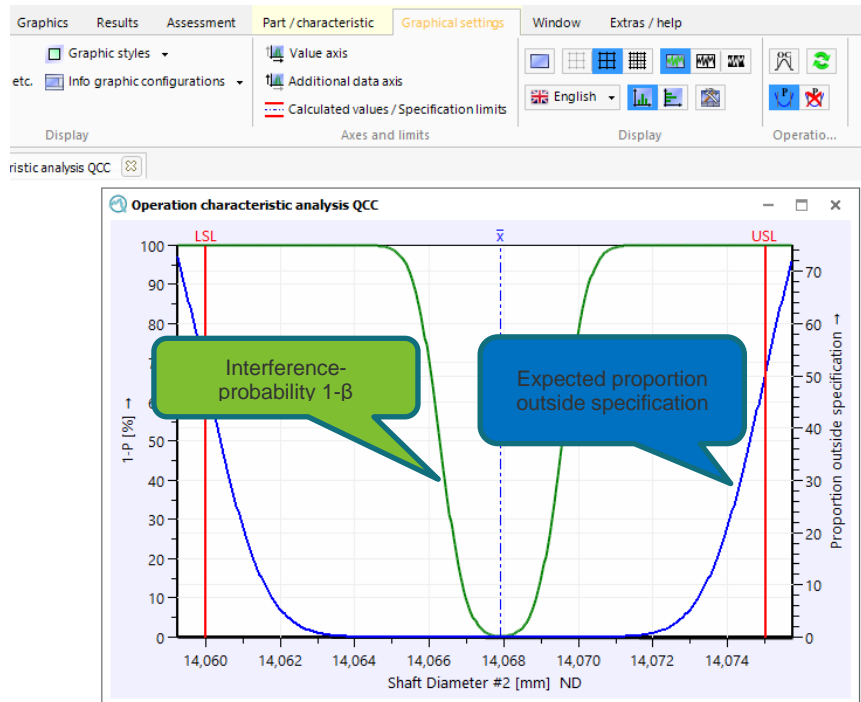 Graphics Results Assessment Part / characteristic Graphical settings Window Extras / help
Graphic styles Value axis
etc. Info graphic configurations Additional data axis English
Calculated values / Specification limits
Display Axes and limits Display Operatio...
ristic analysis QCC
Operation characteristic analysis QCC
LSL x̄ USL
100
90
80
50
40
30
20
10
0
1-P [%] →
70
60
50
40
30
20
10
0
Proportion outside specification →
Interference-
probability 1-β
Expected proportion
outside specification
14,060 14,062 14,064 14,066 14,068 14,070 14,072 14,074
Shaft Diameter #2 [mm] ND